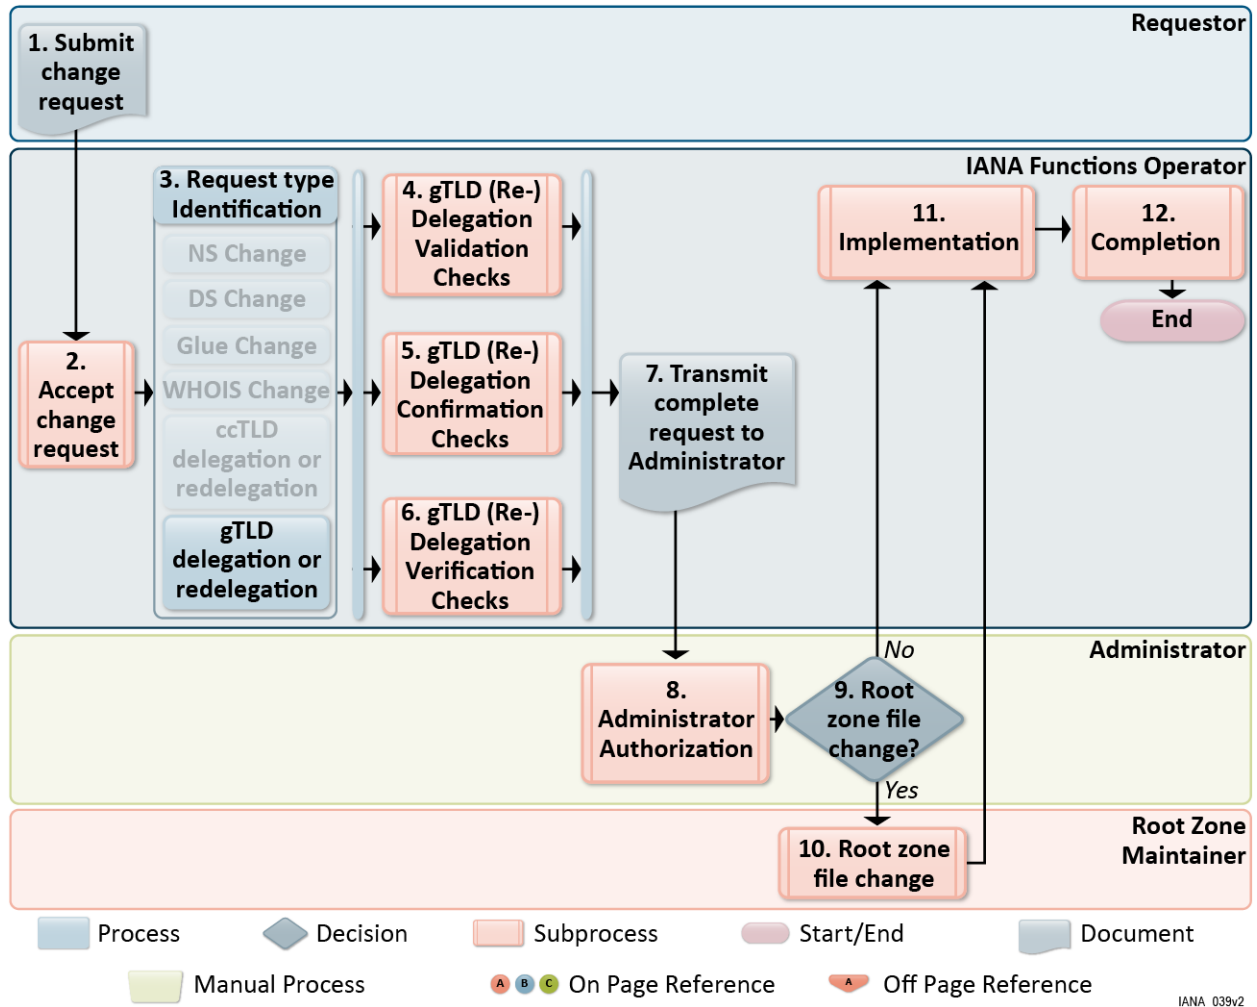 Requestor
1. Submit
change
request
IANA Functions Operator
2.
Accept
change
request
3. Request type
Identification
NS Change
DS Change
Glue Change
WHOIS Change
ccTLD
delegation or
redelegation
gTLD
delegation or
redelegation
4. gTLD (Re-)
Delegation
Validation
Checks
5. gTLD (Re-)
Delegation
Confirmation
Checks
6. gTLD (Re-)
Delegation
Verification
Checks
7. Transmit
complete
request to
Administrator
11.
Implementation
12.
Completion
End
Administrator
8.
Administrator
Authorization
No
9. Root
zone file
change?
Yes
Root Zone
Maintainer
10. Root zone
file change
Process
Decision
Subprocess
Start/End
Document
Manual Process
A B C On Page Reference
A Off Page Reference
IANA_039v2